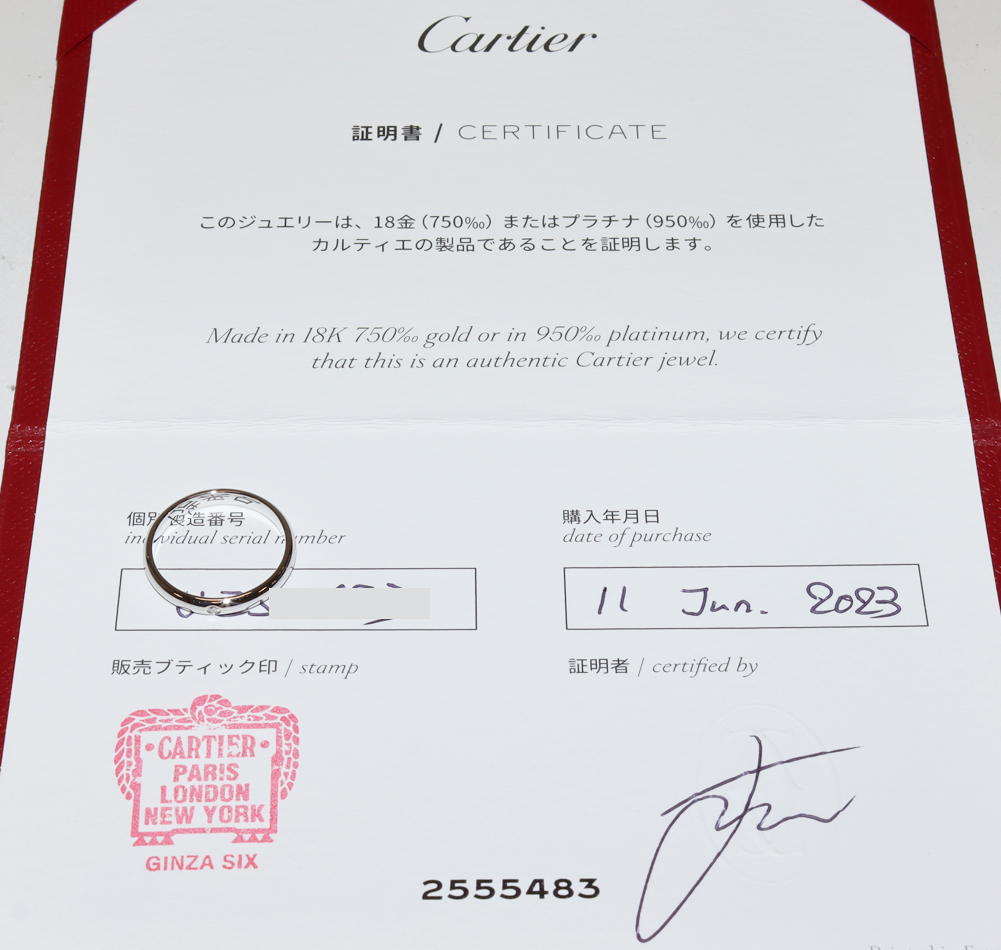 Cartier
証明書 / CERTIFICATE
このジュエリーは、18金（750‰）またはプラチナ（950‰）を使用した
カルティエの製品であることを証明します。
Made in 18K 750‰ gold or in 950‰ platinum, we certify
that this is an authentic Cartier jewel.
個別製造番号
individual serial number
購入年月日
date of purchase
11 Jun. 2023
販売ブティック印 / stamp
証明者 / certified by
CARTIER
PARIS
LONDON
NEW YORK
GINZA SIX
2555483